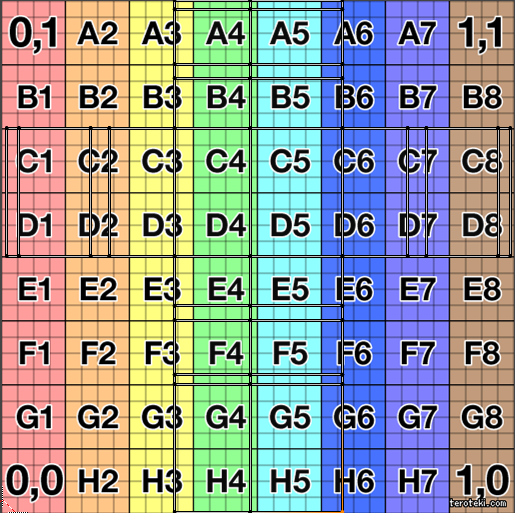 0,1 A2 A3 A4 A5 A6 A7 1,1
B1 B2 B3 B4 B5 B6 B7 B8
C1 C2 C3 C4 C5 C6 C7 C8
D1 D2 D3 D4 D5 D6 D7 D8
E1 E2 E3 E4 E5 E6 E7 E8
F1 F2 F3 F4 F5 F6 F7 F8
G1 G2 G3 G4 G5 G6 G7 G8
0,0 H2 H3 H4 H5 H6 H7 1,0
teroteki.com